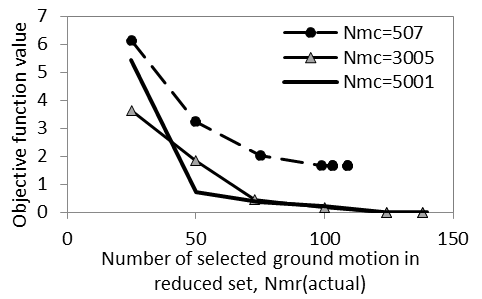 7
6
5
4
3
2
1
0
Objective function value
Nmc=507
Nmc=3005
Nmc=5001
0 50 100 150
Number of selected ground motion in
reduced set, Nmr(actual)